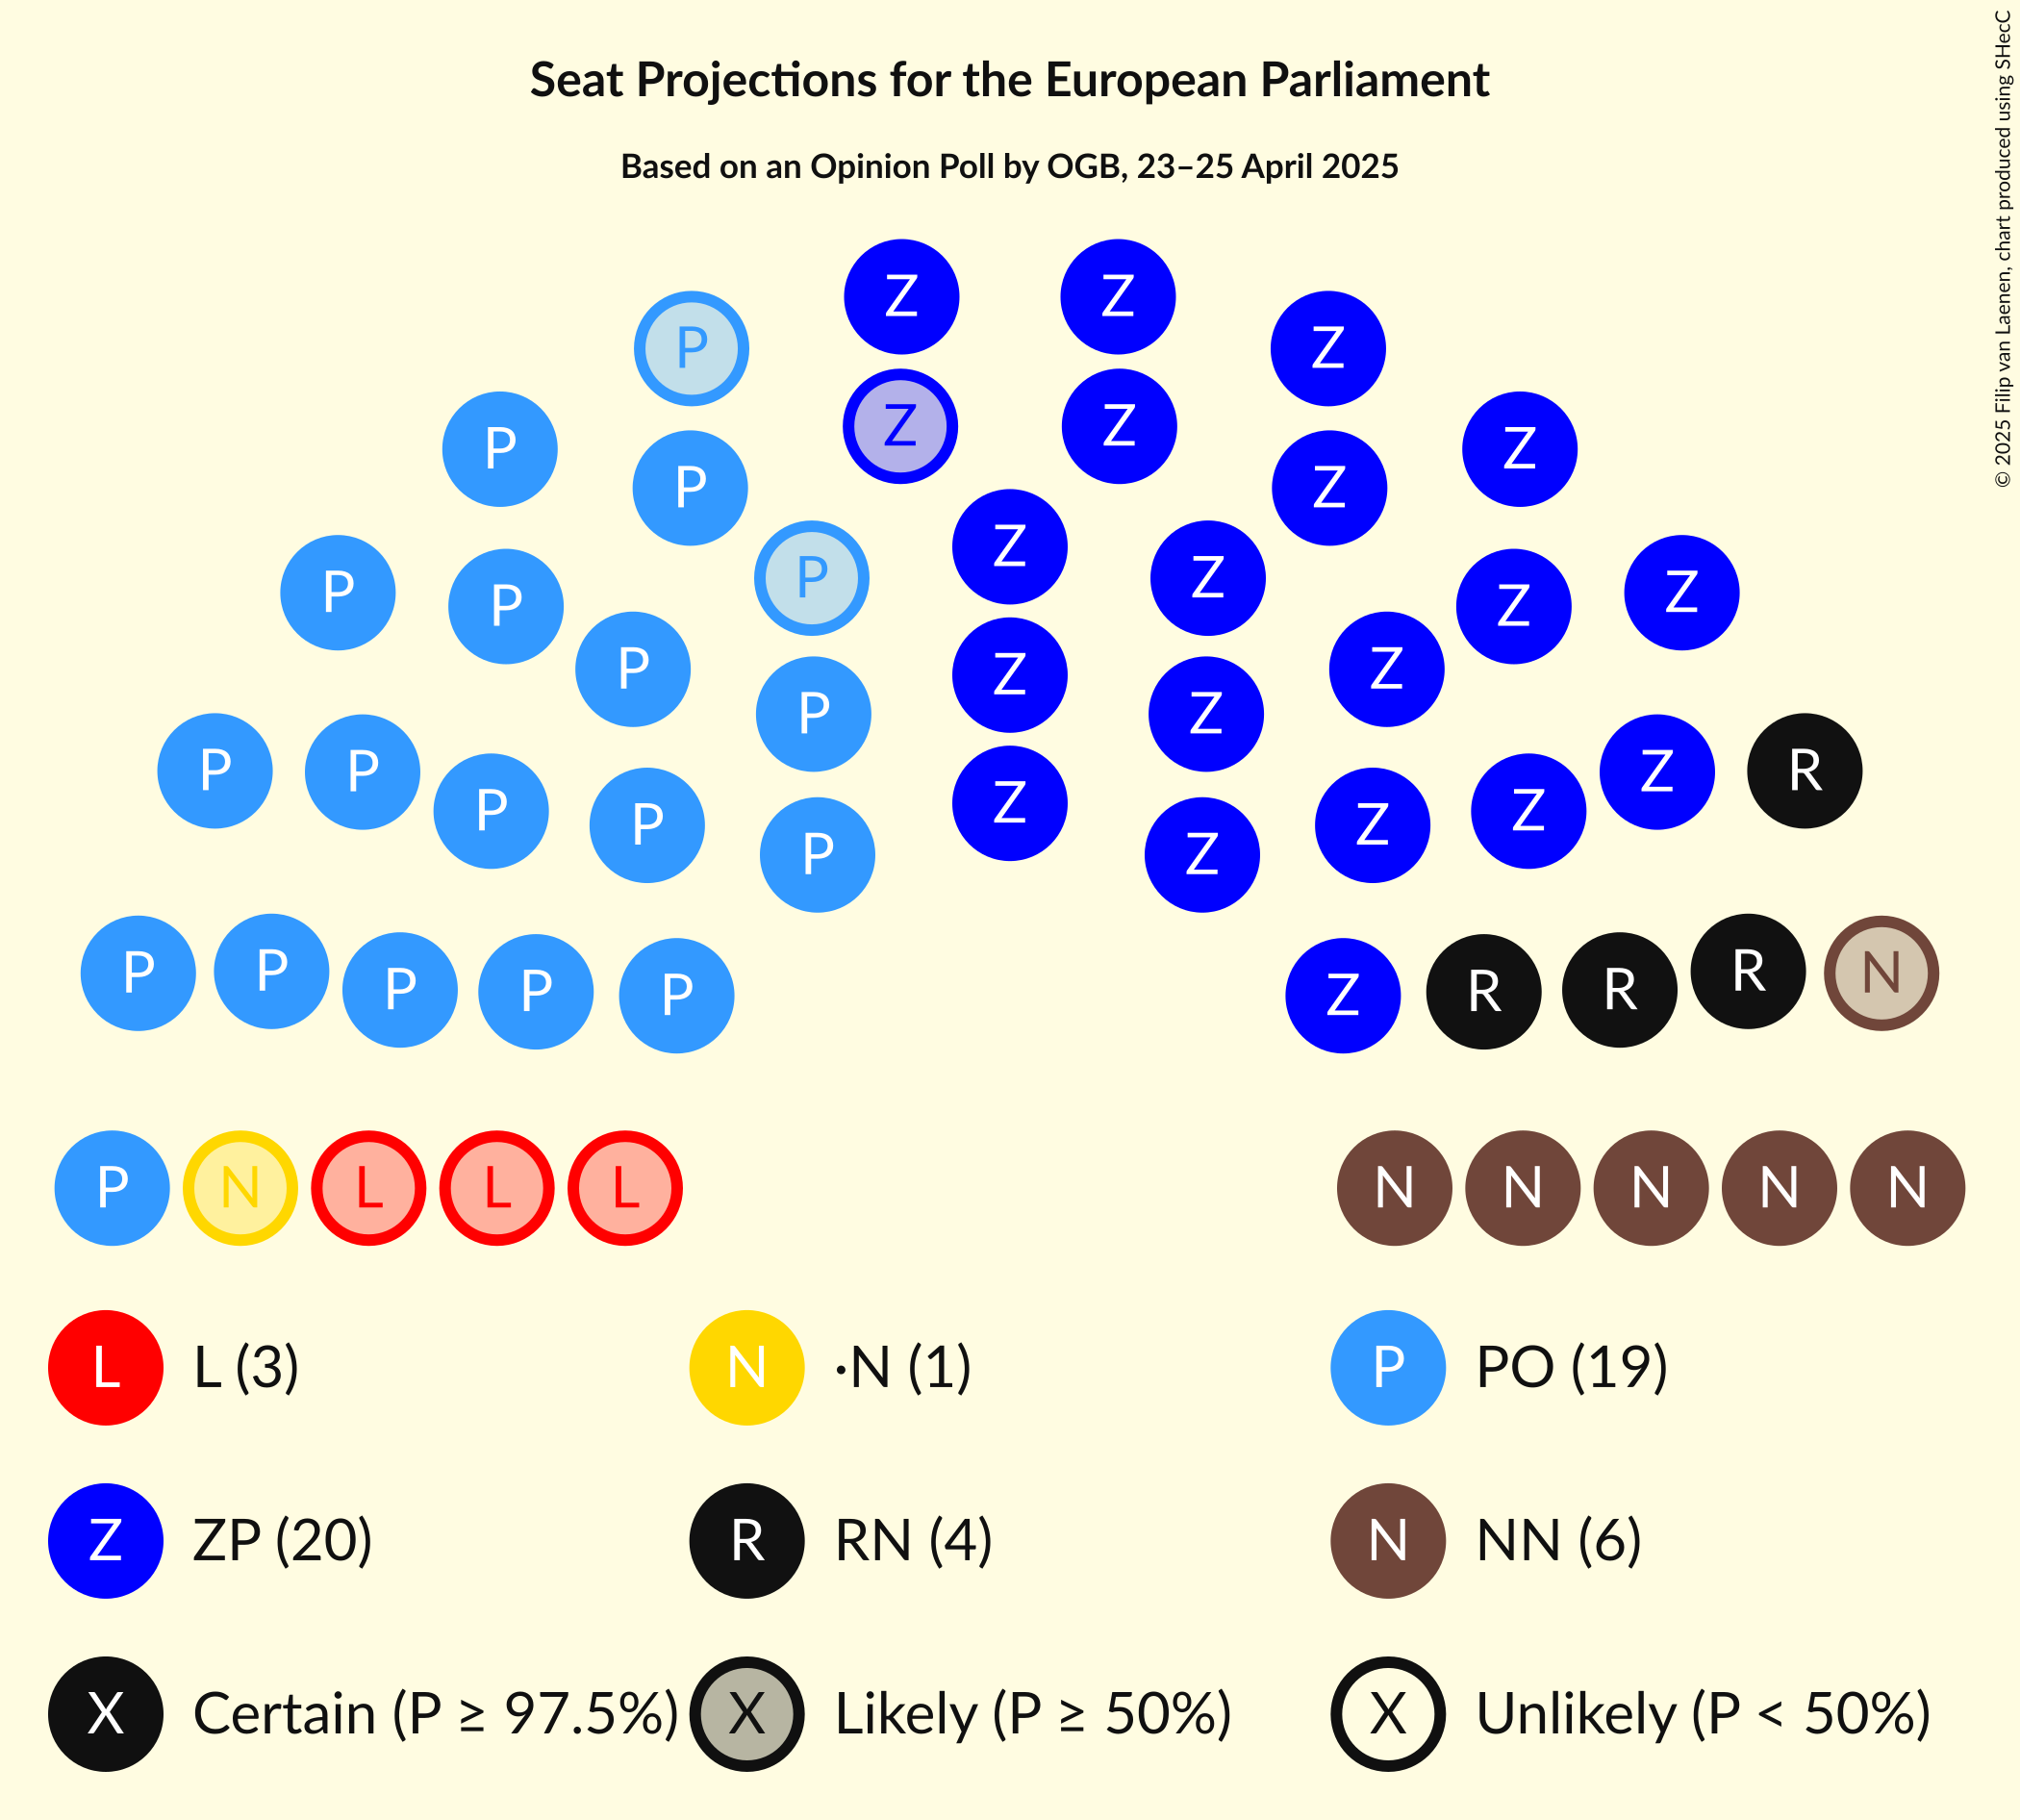 Seat Projections for the European Parliament
Based on an Opinion Poll by OGB, 23–25 April 2025
© 2025 Filip van Laenen, chart produced using SHecC
Z Z
P Z
Z Z
P Z
P P Z
Z P Z
P P Z Z
P Z
Z P Z
P P Z R
P Z
P Z
P Z
P P R N
P R
P R
P Z
P N L L L N N N N N
L L (3) N ·N (1) P PO (19)
Z ZP (20) R RN (4) N NN (6)
X Certain (P ≥ 97.5%) X Likely (P ≥ 50%) X Unlikely (P < 50%)